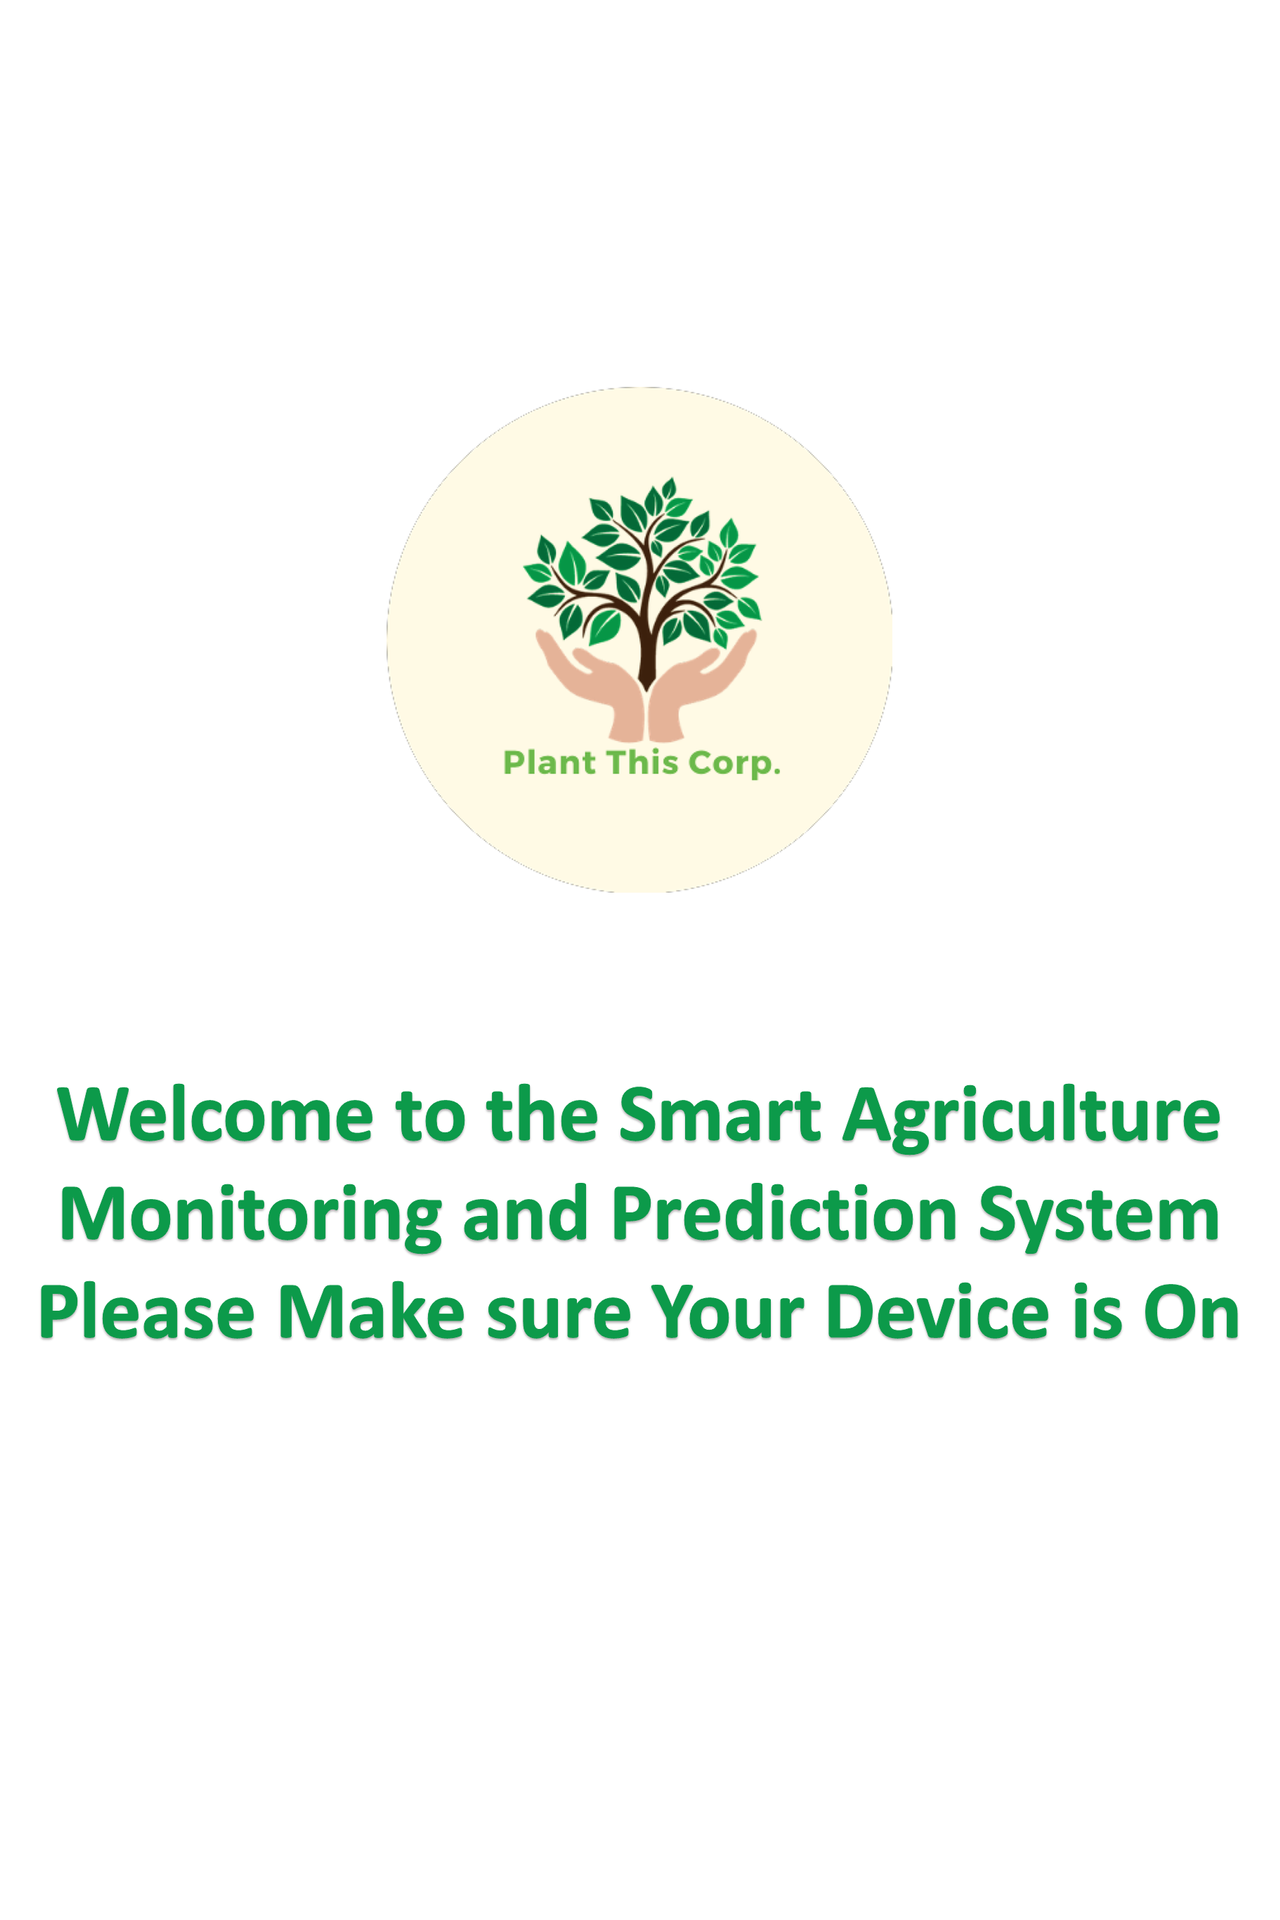 Plant This Corp.
Welcome to the Smart Agriculture
Monitoring and Prediction System
Please Make sure Your Device is On